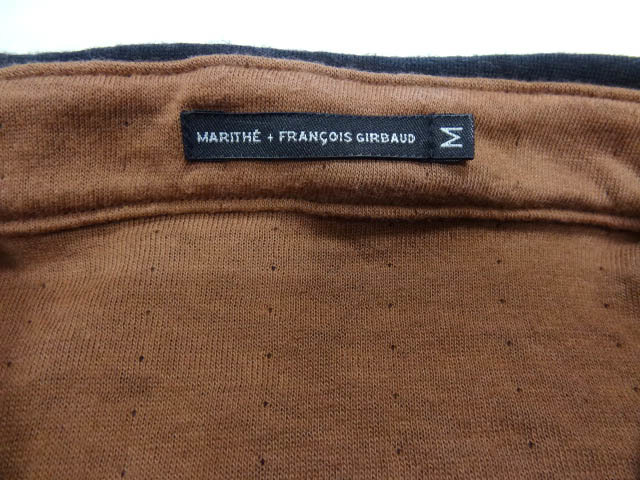 MARITHÉ + FRANÇOIS GIRBAUD M